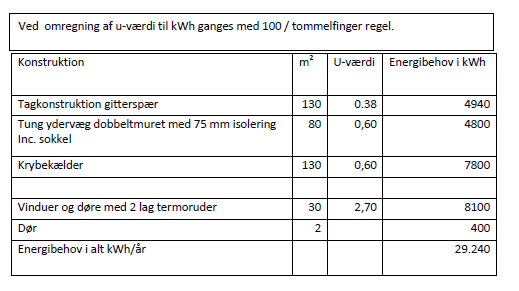 Ved omregning af u-værdi til kWh ganges med 100 / tommelfinger regel.
Konstruktion m² U-værdi Energibehov i kWh
Tagkonstruktion gitterspær 130 0.38 4940
Tung ydervæg dobbeltmuret med 75 mm isolering 80 0,60 4800
Inc. sokkel
Krybekælder 130 0,60 7800
Vinduer og døre med 2 lag termoruder 30 2,70 8100
Dør 2 400
Energibehov i alt kWh/år 29.240